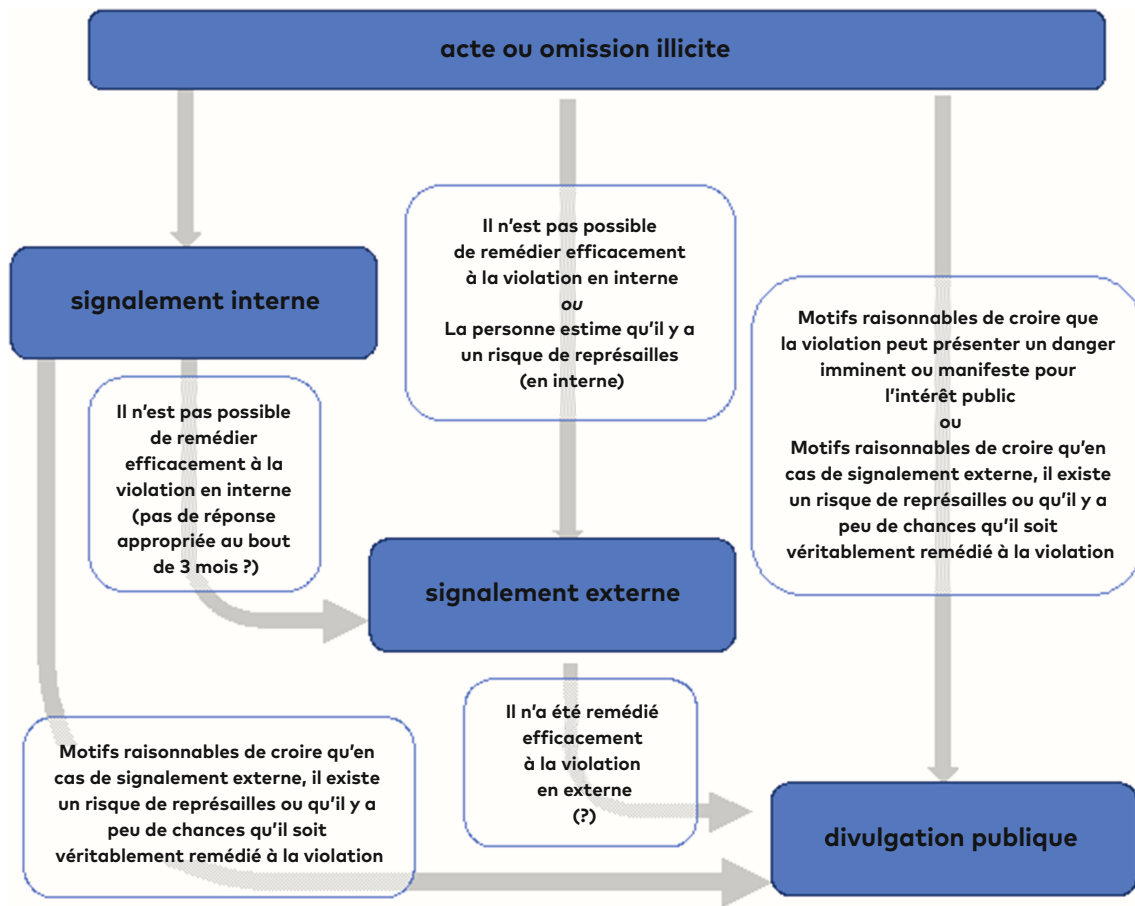 acte ou omission illicite
signalement interne
Il n'est pas possible
de remédier efficacement
à la violation en interne
ou
La personne estime qu'il y a
un risque de représailles
(en interne)
Motifs raisonnables de croire que
la violation peut présenter un danger
imminent ou manifeste pour
l'intérêt public
ou
Motifs raisonnables de croire qu'en
cas de signalement externe, il existe
un risque de représailles ou qu'il y a
peu de chances qu'il soit
véritablement remédié à la violation
Il n'est pas possible
de remédier
efficacement à la
violation en interne
(pas de réponse
appropriée au bout
de 3 mois ?)
signalement externe
Il n'a été remédié
efficacement
à la violation
en externe
(?)
Motifs raisonnables de croire qu'en
cas de signalement externe, il existe
un risque de représailles ou qu'il y a
peu de chances qu'il soit
véritablement remédié à la violation
divulgation publique